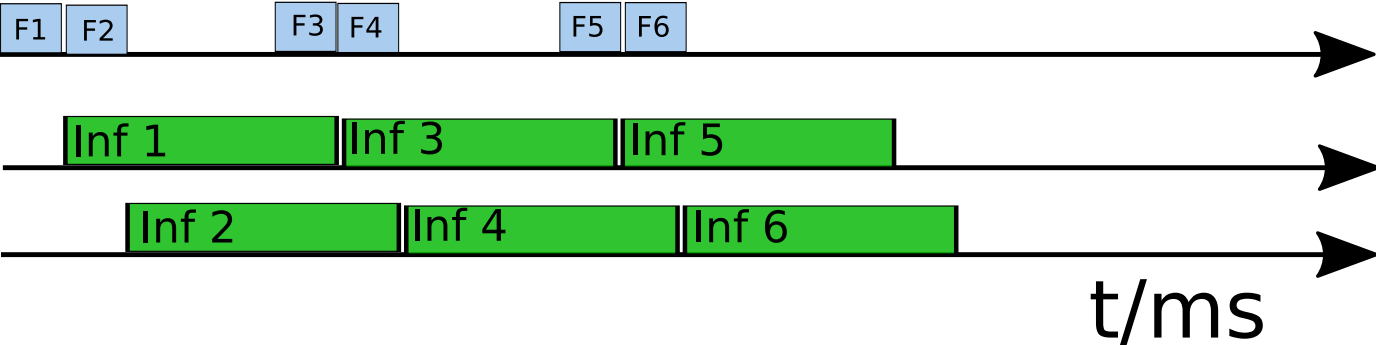 F1 F2 F3 F4 F5 F6
Inf 1 Inf 3 Inf 5
Inf 2 Inf 4 Inf 6
t/ms